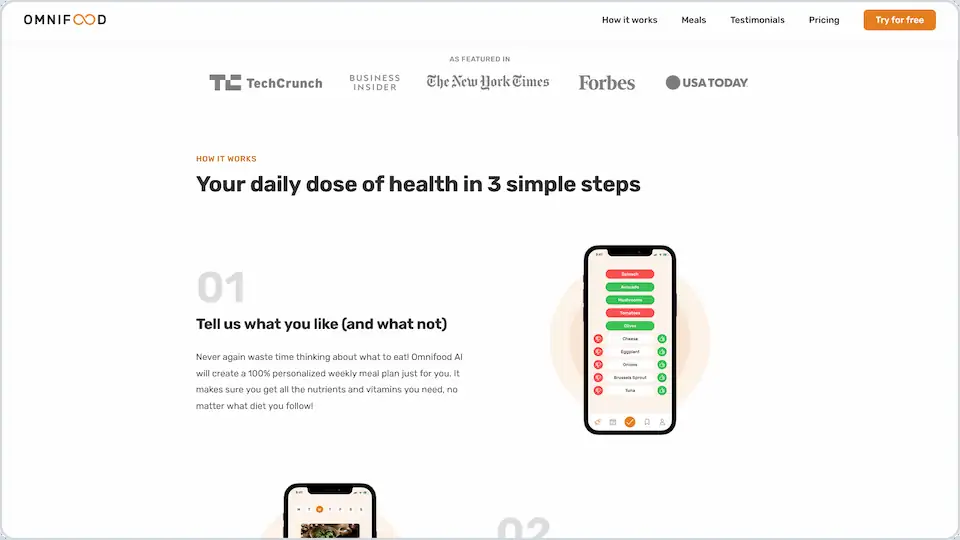 OMNIFOOD
How it works
Meals
Testimonials
Pricing
Try for free
AS FEATURED IN
TechCrunch
BUSINESS
INSIDER
The New York Times
Forbes
USA TODAY
HOW IT WORKS
Your daily dose of health in 3 simple steps
01
Tell us what you like (and what not)
Never again waste time thinking about what to eat! Omnifood AI
will create a 100% personalized weekly meal plan just for you. It
makes sure you get all the nutrients and vitamins you need, no
matter what diet you follow!
Avocado
Mushrooms
Tomatoes
Olives
Cheese
Eggplant
Onions
Brussels Sprout
Tuna
02